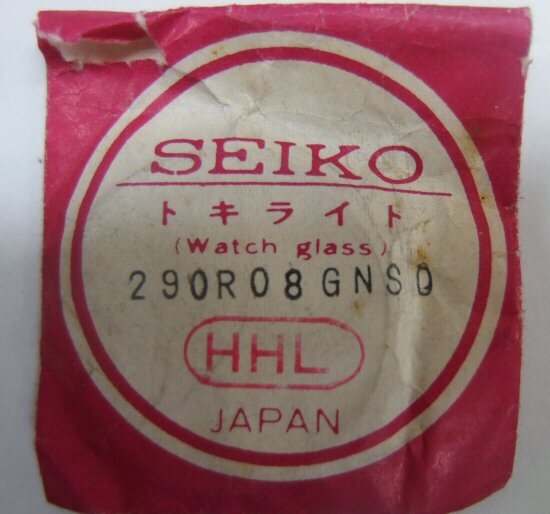 SEIKO
トキライト
(Watch glass)
290R08GNS0
HHL
JAPAN